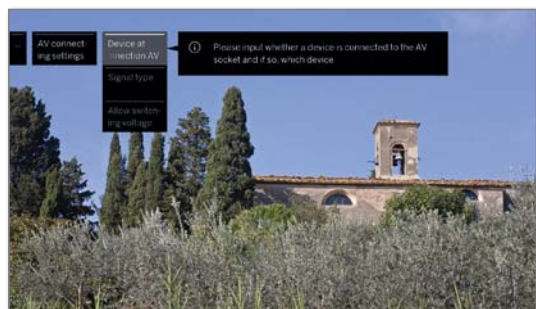 ...
AV connect-
ing settings
Device at
nnection AV
Signal type
Allow switch-
ing voltage
Please input whether a device is connected to the AV
socket and if so, which device